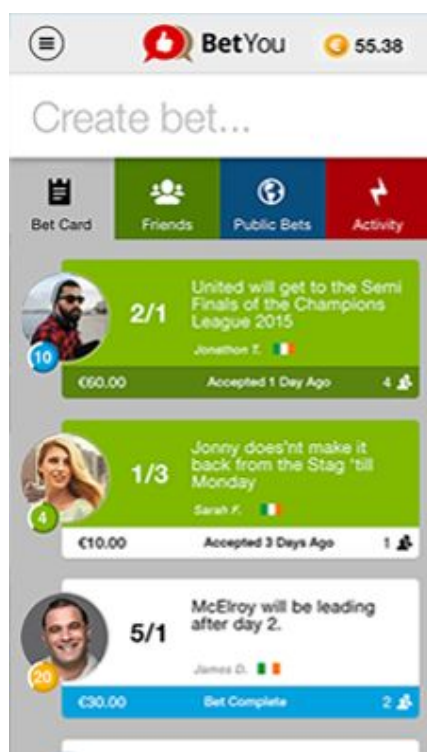 BetYou
€ 55.38
Create bet...
Bet Card
Friends
Public Bets
Activity
2/1
United will get to the Semi
Finals of the Champions
League 2015
Jonathon T.
10
€60.00 Accepted 1 Day Ago 4
1/3
Jonny does'nt make it
back from the Stag 'till
Monday
Sarah F.
4
€10.00 Accepted 3 Days Ago 1
5/1
McElroy will be leading
after day 2.
James D.
20
€30.00 Bet Complete 2